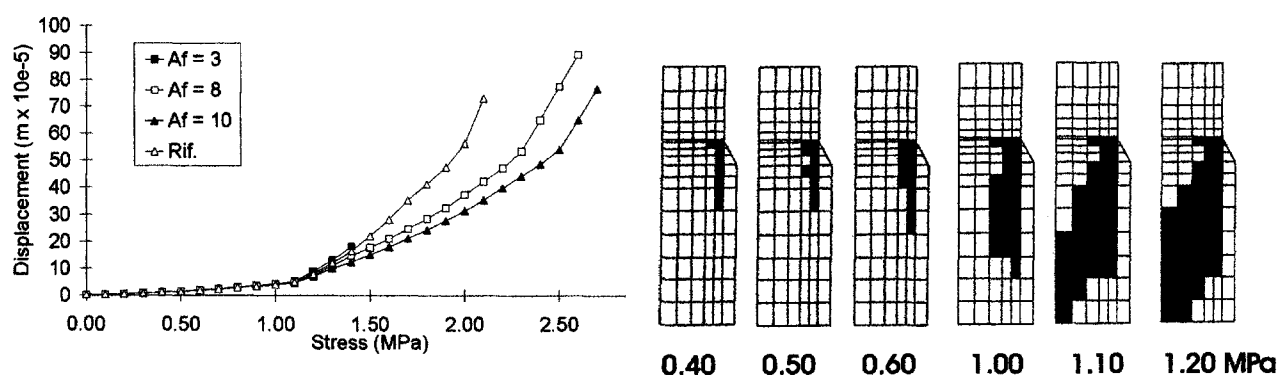 100
90
80
70
60
50
40
30
20
10
0
Displacement (m x 10e-5)
Af = 3
Af = 8
Af = 10
Rif.
0.00 0.50 1.00 1.50 2.00 2.50
Stress (MPa)
0.40 0.50 0.60 1.00 1.10 1.20 MPa